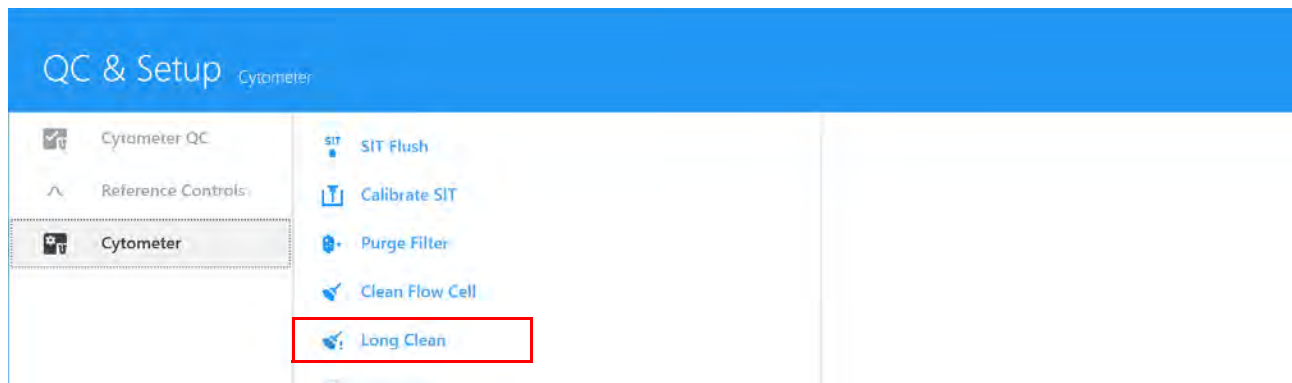 QC & Setup Cytometer
Cytometer QC
Reference Controls
Cytometer
SIT SIT Flush
Calibrate SIT
Purge Filter
Clean Flow Cell
Long Clean